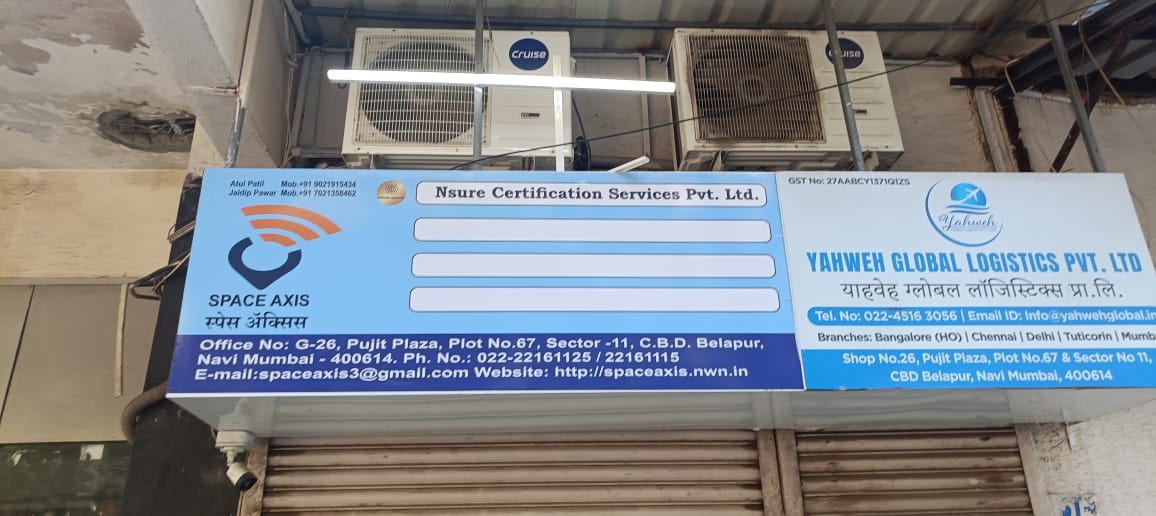 Cruise
Cruise
Atul Patil Mob.+91 9021915434
Jaidip Pawar Mob.+91 7021358462
Nsure Certification Services Pvt. Ltd.
SPACE AXIS
स्पेस ॲक्सिस
Office No: G-26, Pujit Plaza, Plot No.67, Sector -11, C.B.D. Belapur,
Navi Mumbai - 400614. Ph. No.: 022-22161125 / 22161115
E-mail:spaceaxis3@gmail.com Website: http://spaceaxis.nwn.in
GST No: 27AABCY1371Q1ZS
Yahweh
YAHWEH GLOBAL LOGISTICS PVT. LTD
याहवेह ग्लोबल लॉजिस्टिक्स प्रा.लि.
Tel. No: 022-4516 3056 | Email ID: Info@yahwehglobal.in
Branches: Bangalore (HO) | Chennai | Delhi | Tuticorin | Mumb
Shop No.26, Pujit Plaza, Plot No.67 & Sector No 11,
CBD Belapur, Navi Mumbai, 400614